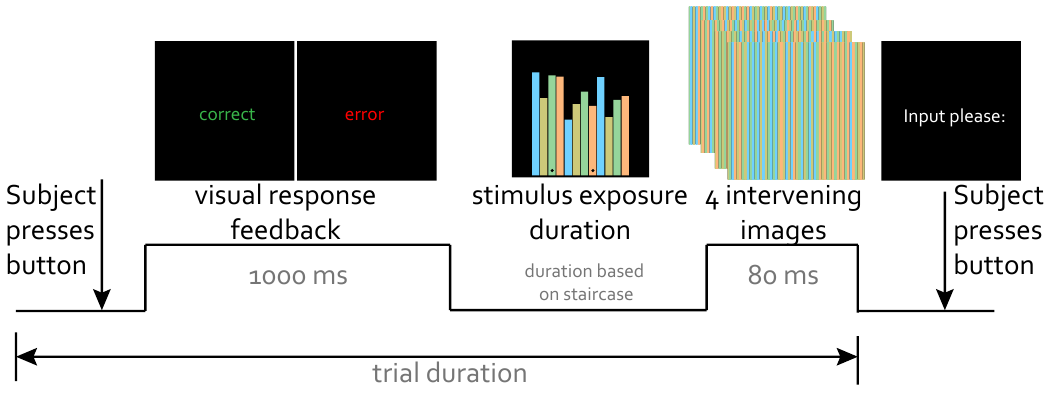 correct
error
Input please:
Subject
presses
button
visual response
feedback
1000 ms
stimulus exposure
duration
duration based
on staircase
4 intervening
images
80 ms
Subject
presses
button
trial duration